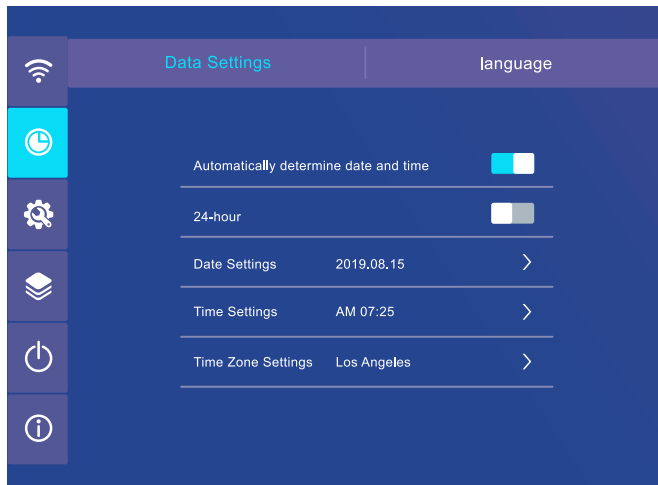 Data Settings language
Automatically determine date and time
24-hour
Date Settings 2019.08.15
Time Settings AM 07:25
Time Zone Settings Los Angeles